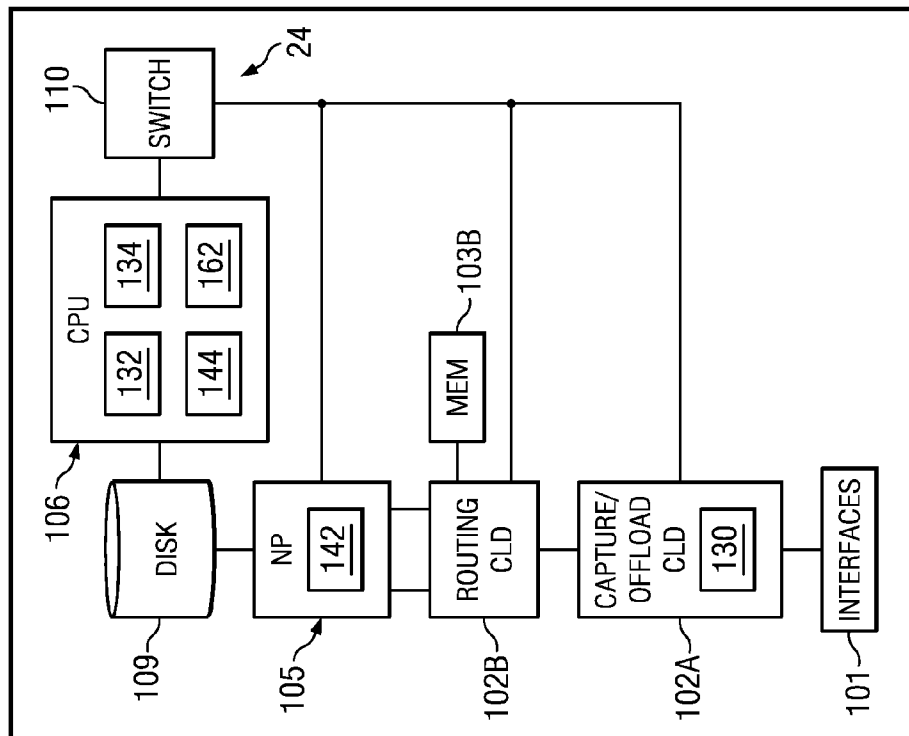 110
SWITCH
24
106
CPU
132
134
144
162
109
DISK
103B
MEM
105
NP
142
102B
ROUTING
CLD
102A
CAPTURE/
OFFLOAD
CLD
130
101
INTERFACES